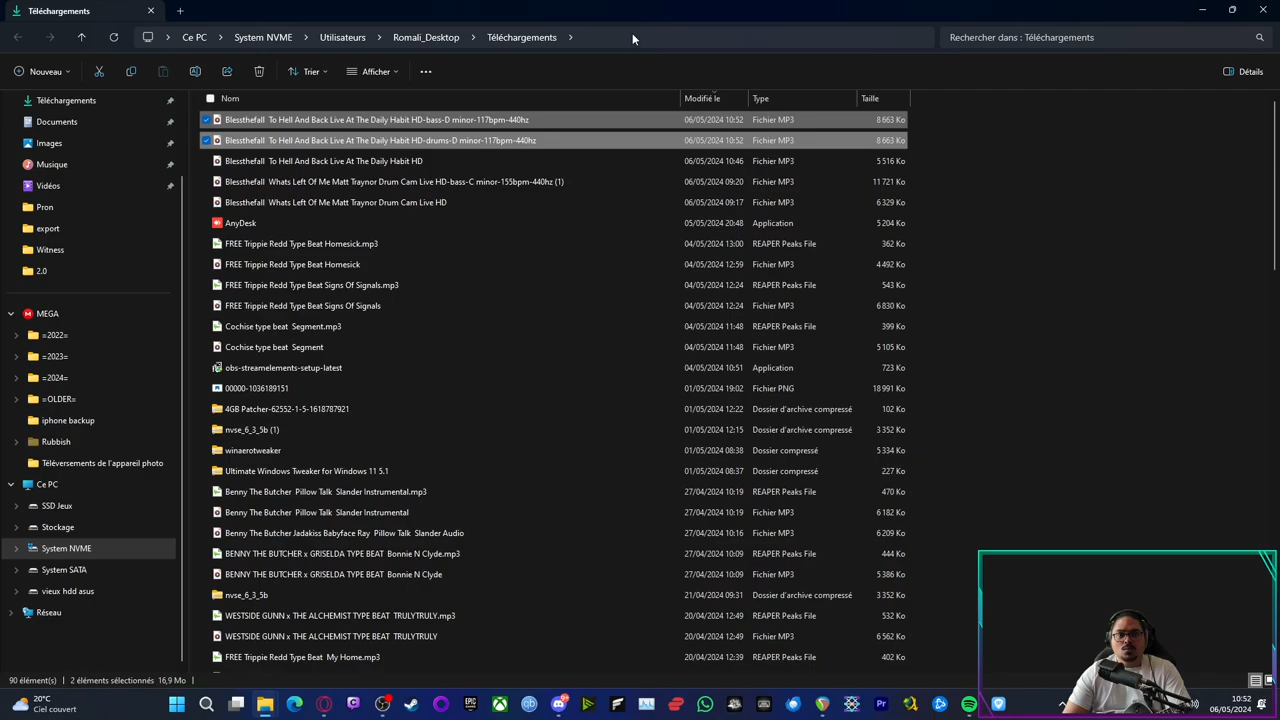 Téléchargements
Ce PC > System NVME > Utilisateurs > Romali_Desktop > Téléchargements >
Rechercher dans : Téléchargements
Nouveau
Trier
Afficher
Détails
Téléchargements
Documents
Images
Musique
Vidéos
Pron
export
Witness
2.0
MEGA
=2022=
=2023=
=2024=
=OLDER=
iphone backup
Rubbish
Téléversements de l'appareil photo
Ce PC
SSD Jeux
Stockage
System NVME
System SATA
vieux hdd asus
Réseau
Nom Modifié le Type Taille
Blessthefall To Hell And Back Live At The Daily Habit HD-bass-D minor-117bpm-440hz 06/05/2024 10:52 Fichier MP3 8 663 Ko
Blessthefall To Hell And Back Live At The Daily Habit HD-drums-D minor-117bpm-440hz 06/05/2024 10:52 Fichier MP3 8 663 Ko
Blessthefall To Hell And Back Live At The Daily Habit HD 06/05/2024 10:46 Fichier MP3 5 516 Ko
Blessthefall Whats Left Of Me Matt Traynor Drum Cam Live HD-bass-C minor-155bpm-440hz (1) 06/05/2024 09:20 Fichier MP3 11 721 Ko
Blessthefall Whats Left Of Me Matt Traynor Drum Cam Live HD 06/05/2024 09:17 Fichier MP3 6 329 Ko
AnyDesk 05/05/2024 20:48 Application 5 204 Ko
FREE Trippie Redd Type Beat Homesick.mp3 04/05/2024 13:00 REAPER Peaks File 362 Ko
FREE Trippie Redd Type Beat Homesick 04/05/2024 12:59 Fichier MP3 4 492 Ko
FREE Trippie Redd Type Beat Signs Of Signals.mp3 04/05/2024 12:24 REAPER Peaks File 543 Ko
FREE Trippie Redd Type Beat Signs Of Signals 04/05/2024 12:24 Fichier MP3 6 830 Ko
Cochise type beat Segment.mp3 04/05/2024 11:48 REAPER Peaks File 399 Ko
Cochise type beat Segment 04/05/2024 11:48 Fichier MP3 5 105 Ko
obs-streamelements-setup-latest 04/05/2024 10:51 Application 723 Ko
00000-1036189151 01/05/2024 19:02 Fichier PNG 18 991 Ko
4GB Patcher-62552-1-5-1618787921 01/05/2024 12:22 Dossier d'archive compressé 102 Ko
nvse_6_3_5b (1) 01/05/2024 12:15 Dossier d'archive compressé 3 352 Ko
winaerotweaker 01/05/2024 08:38 Dossier compressé 5 334 Ko
Ultimate Windows Tweaker for Windows 11 5.1 01/05/2024 08:37 Dossier compressé 227 Ko
Benny The Butcher Pillow Talk Slander Instrumental.mp3 27/04/2024 10:19 REAPER Peaks File 470 Ko
Benny The Butcher Pillow Talk Slander Instrumental 27/04/2024 10:19 Fichier MP3 6 182 Ko
Benny The Butcher Jadakiss Babyface Ray Pillow Talk Slander Audio 27/04/2024 10:16 Fichier MP3 6 209 Ko
BENNY THE BUTCHER x GRISELDA TYPE BEAT Bonnie N Clyde.mp3 27/04/2024 10:09 REAPER Peaks File 444 Ko
BENNY THE BUTCHER x GRISELDA TYPE BEAT Bonnie N Clyde 27/04/2024 10:09 Fichier MP3 5 386 Ko
nvse_6_3_5b 21/04/2024 09:31 Dossier d'archive compressé 3 352 Ko
WESTSIDE GUNN x THE ALCHEMIST TYPE BEAT TRULYTRULY.mp3 20/04/2024 12:49 REAPER Peaks File 532 Ko
WESTSIDE GUNN x THE ALCHEMIST TYPE BEAT TRULYTRULY 20/04/2024 12:49 Fichier MP3 6 562 Ko
FREE Trippie Redd Type Beat My Home.mp3 20/04/2024 12:39 REAPER Peaks File 402 Ko
90 élément(s) 2 éléments sélectionnés 16,9 Mo
20°C
Ciel couvert
10:52
06/05/2024